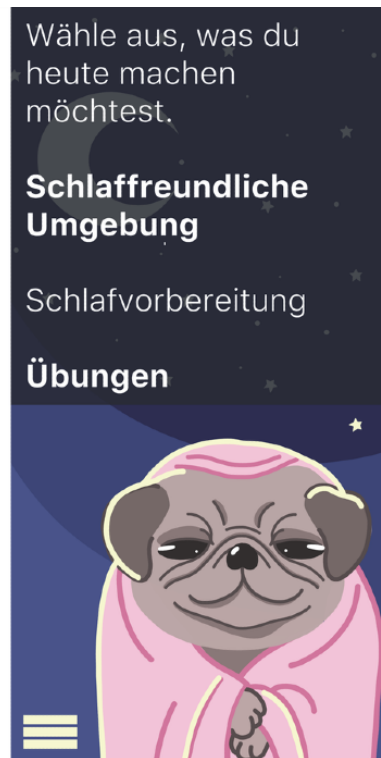 Wähle aus, was du
heute machen
möchtest.
Schlaffreundliche
Umgebung
Schlafvorbereitung
Übungen